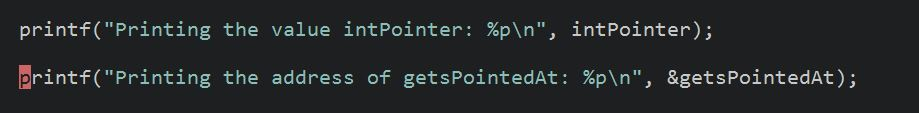 printf("Printing the value intPointer: %p\n", intPointer);
printf("Printing the address of getsPointedAt: %p\n", &getsPointedAt);